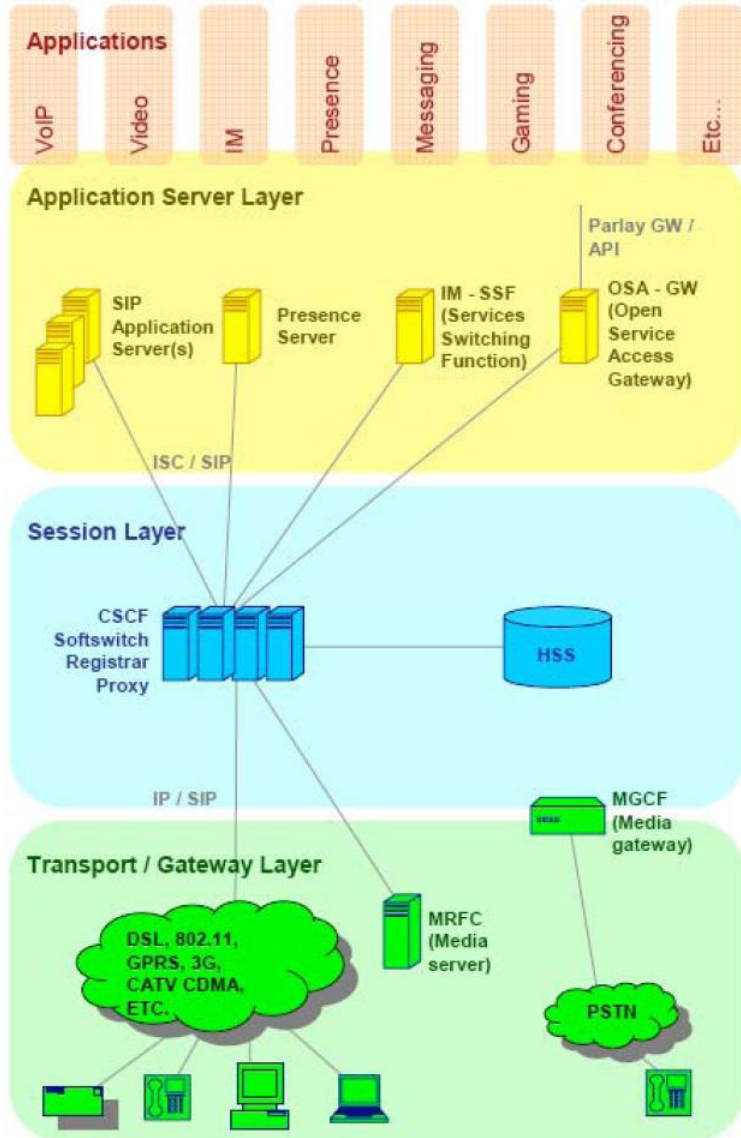 Applications
VoIP
Video
IM
Presence
Messaging
Gaming
Conferencing
Etc...
Application Server Layer
Parlay GW /
API
SIP
Application
Server(s)
Presence
Server
IM - SSF
(Services
Switching
Function)
OSA - GW
(Open
Service
Access
Gateway)
ISC / SIP
Session Layer
CSCF
Softswitch
Registrar
Proxy
HSS
IP / SIP
MGCF
(Media
gateway)
Transport / Gateway Layer
DSL, 802.11,
GPRS, 3G,
CATV CDMA,
ETC.
MRFC
(Media
server)
PSTN